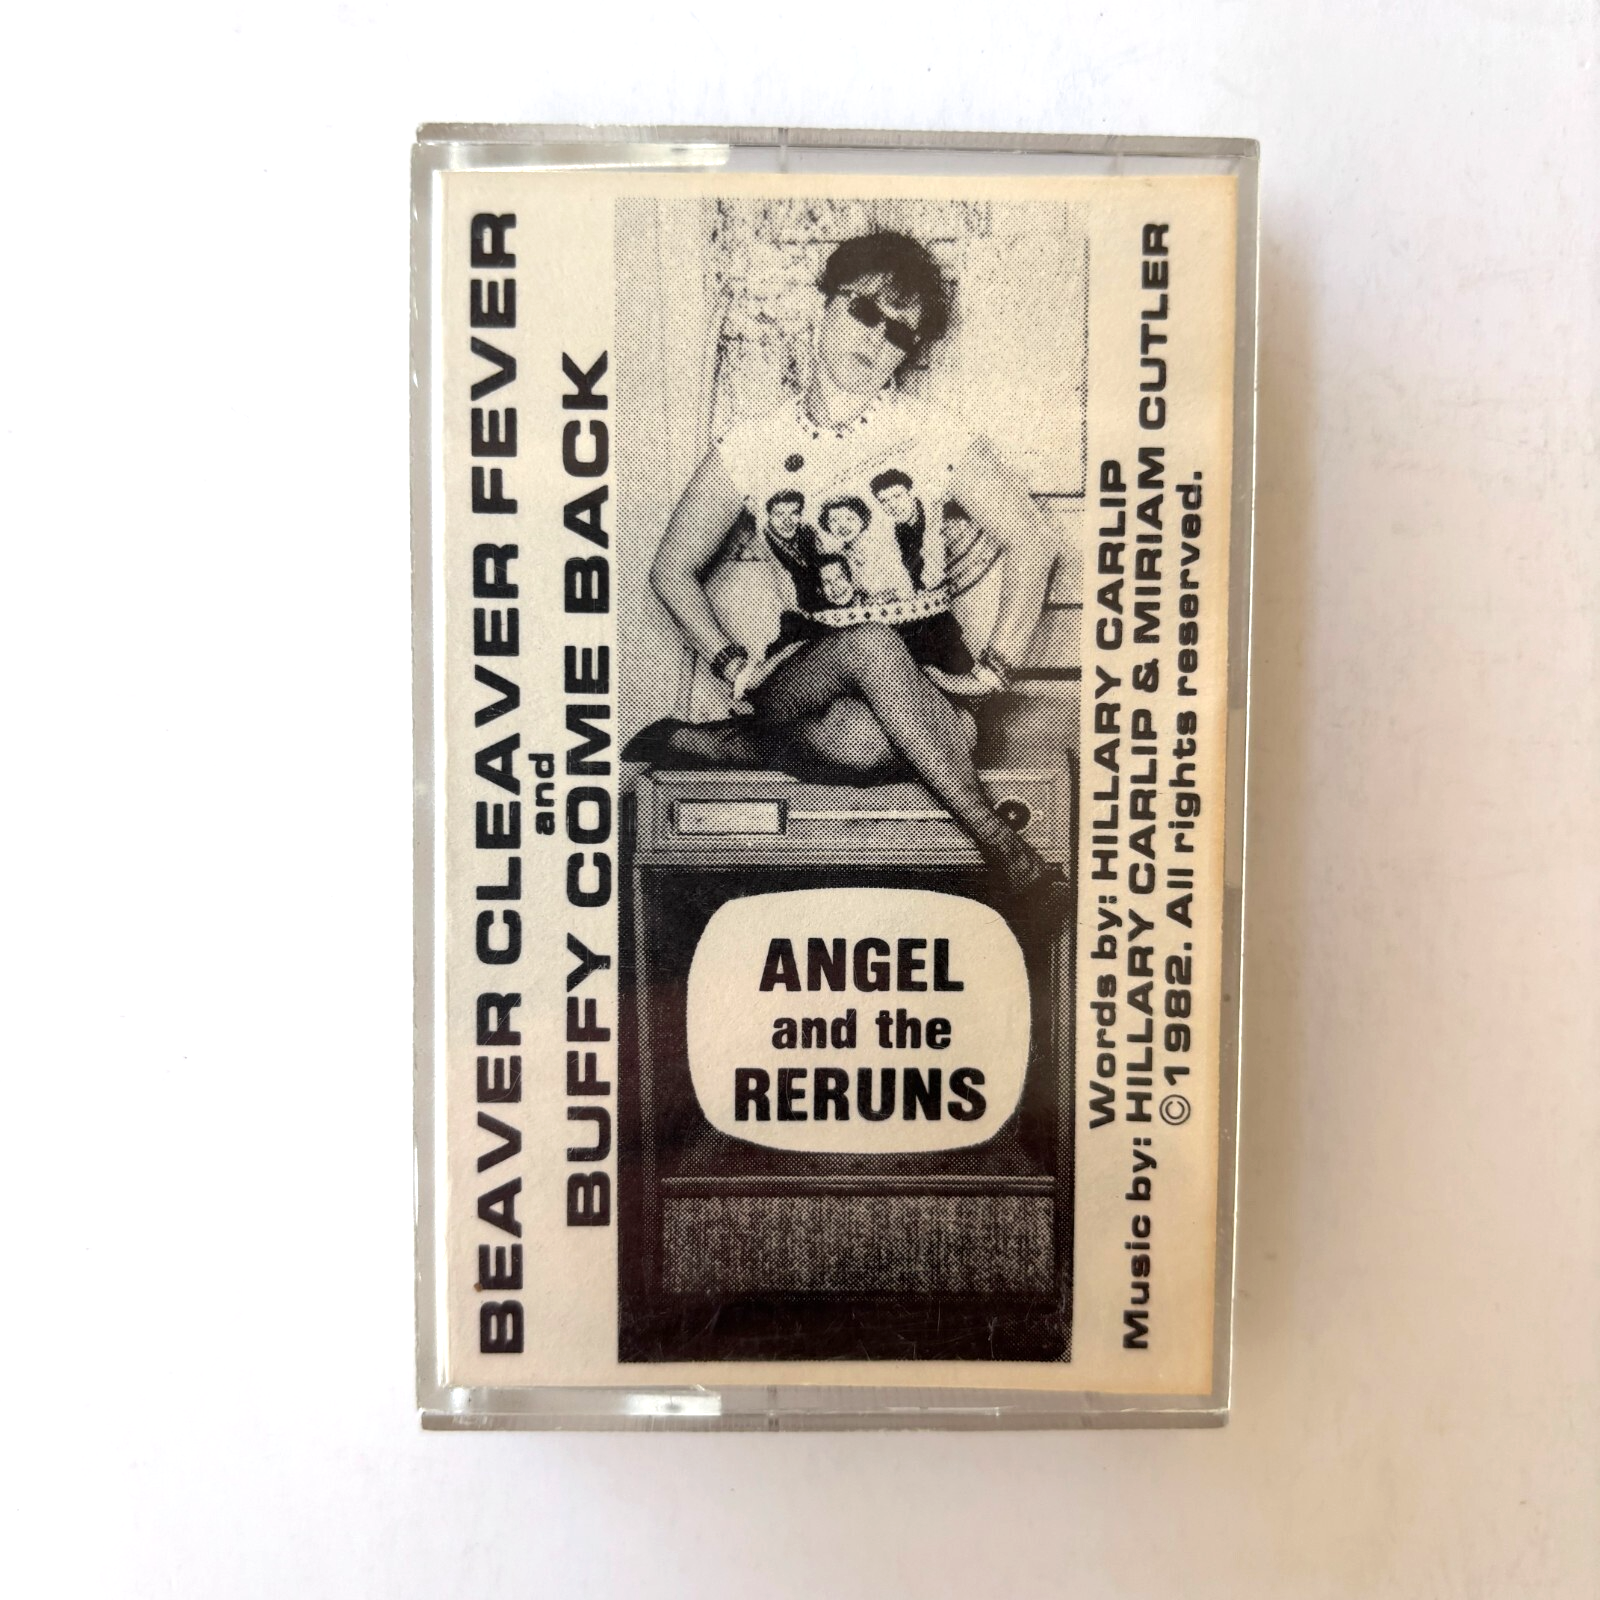 BEAVER CLEAVER FEVER
and
BUFFY COME BACK
ANGEL
and the
RERUNS
Words by: HILLARY CARLIP
Music by: HILLARY CARLIP & MIRIAM CUTLER
©1982. All rights reserved.